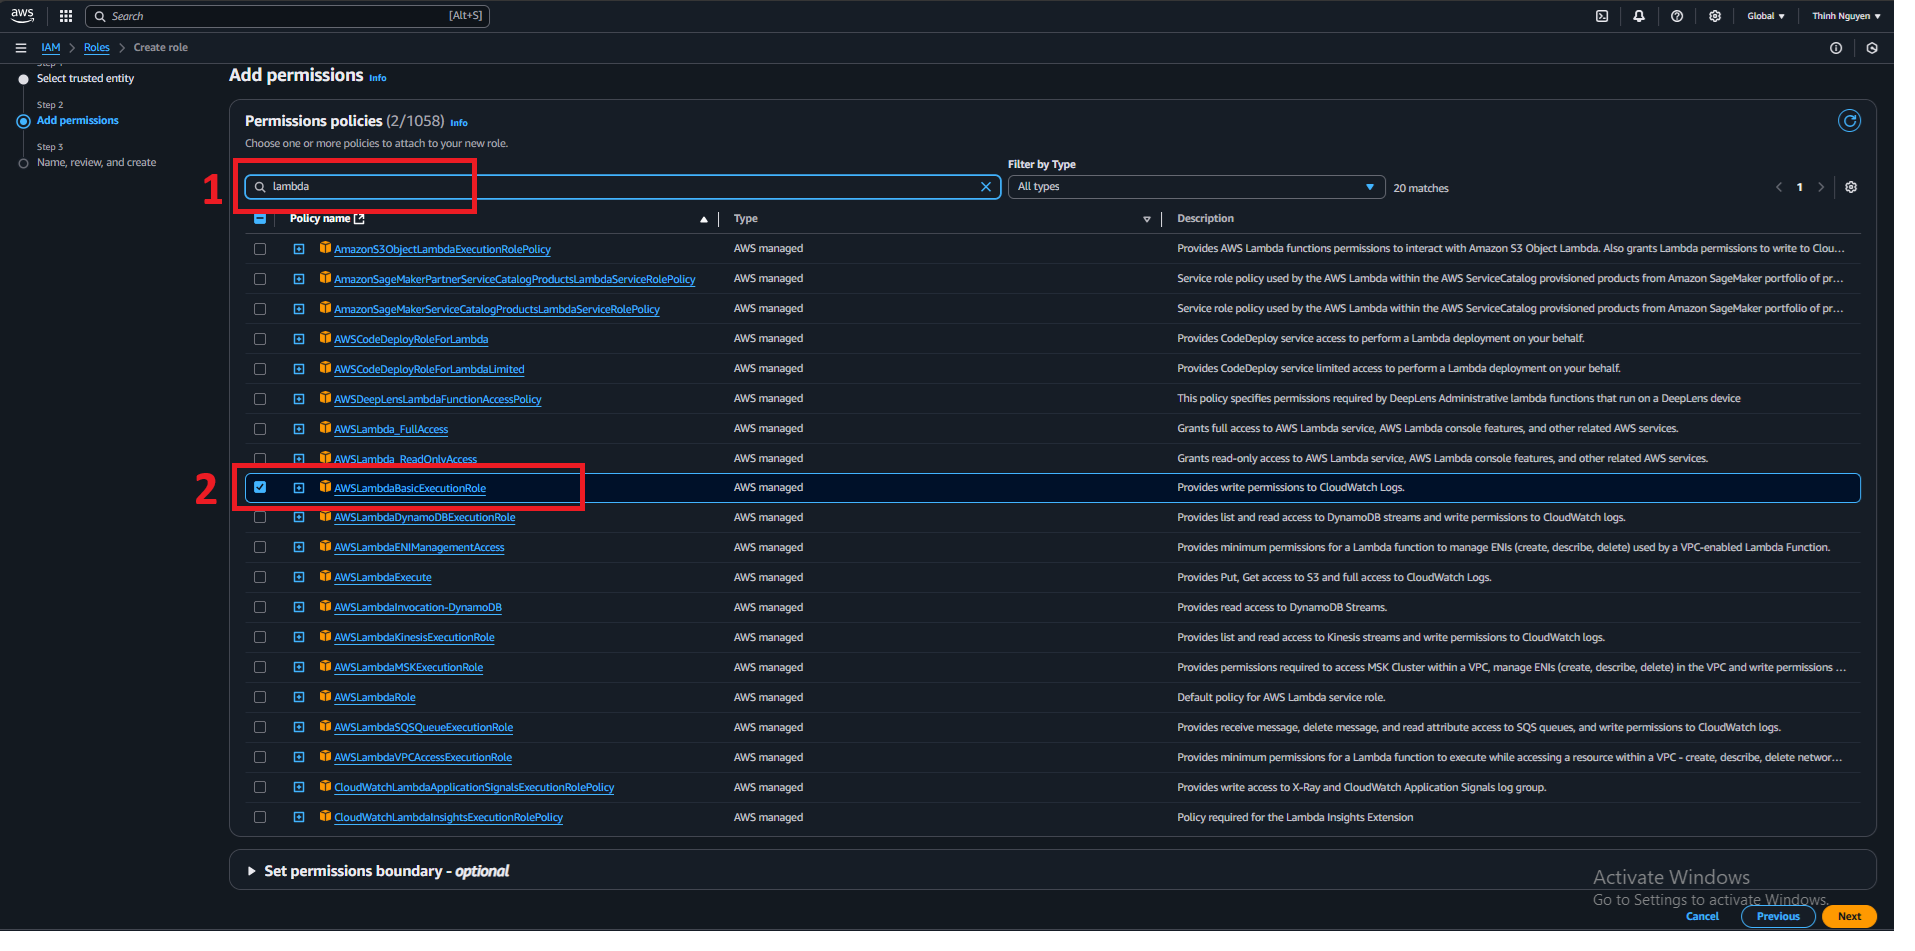 aws
Search
[Alt+S]
Global
Thinh Nguyen
IAM
Roles
Create role
Select trusted entity
Step 2
Add permissions
Step 3
Name, review, and create
Add permissions Info
Permissions policies (2/1058) Info
Choose one or more policies to attach to your new role.
Filter by Type
1
lambda
All types
20 matches
1
Policy name
Type
Description
AmazonS3ObjectLambdaExecutionRolePolicy AWS managed Provides AWS Lambda functions permissions to interact with Amazon S3 Object Lambda. Also grants Lambda permissions to write to Clou...
AmazonSageMakerPartnerServiceCatalogProductsLambdaServiceRolePolicy AWS managed Service role policy used by the AWS Lambda within the AWS ServiceCatalog provisioned products from Amazon SageMaker portfolio of pr...
AmazonSageMakerServiceCatalogProductsLambdaServiceRolePolicy AWS managed Service role policy used by the AWS Lambda within the AWS ServiceCatalog provisioned products from Amazon SageMaker portfolio of pr...
AWSCodeDeployRoleForLambda AWS managed Provides CodeDeploy service access to perform a Lambda deployment on your behalf.
AWSCodeDeployRoleForLambdaLimited AWS managed Provides CodeDeploy service limited access to perform a Lambda deployment on your behalf.
AWSDeepLensLambdaFunctionAccessPolicy AWS managed This policy specifies permissions required by DeepLens Administrative lambda functions that run on a DeepLens device
AWSLambda_FullAccess AWS managed Grants full access to AWS Lambda service, AWS Lambda console features, and other related AWS services.
AWSLambda_ReadOnlyAccess AWS managed Grants read-only access to AWS Lambda service, AWS Lambda console features, and other related AWS services.
2
AWSLambdaBasicExecutionRole AWS managed Provides write permissions to CloudWatch Logs.
AWSLambdaDynamoDBExecutionRole AWS managed Provides list and read access to DynamoDB streams and write permissions to CloudWatch logs.
AWSLambdaENIManagementAccess AWS managed Provides minimum permissions for a Lambda function to manage ENIs (create, describe, delete) used by a VPC-enabled Lambda Function.
AWSLambdaExecute AWS managed Provides Put, Get access to S3 and full access to CloudWatch Logs.
AWSLambdaInvocation-DynamoDB AWS managed Provides read access to DynamoDB Streams.
AWSLambdaKinesisExecutionRole AWS managed Provides list and read access to Kinesis streams and write permissions to CloudWatch logs.
AWSLambdaMSKExecutionRole AWS managed Provides permissions required to access MSK Cluster within a VPC, manage ENIs (create, describe, delete) in the VPC and write permissions ...
AWSLambdaRole AWS managed Default policy for AWS Lambda service role.
AWSLambdaSQSQueueExecutionRole AWS managed Provides receive message, delete message, and read attribute access to SQS queues, and write permissions to CloudWatch logs.
AWSLambdaVPCAccessExecutionRole AWS managed Provides minimum permissions for a Lambda function to execute while accessing a resource within a VPC - create, describe, delete networ...
CloudWatchLambdaApplicationSignalsExecutionRolePolicy AWS managed Provides write access to X-Ray and CloudWatch Application Signals log group.
CloudWatchLambdaInsightsExecutionRolePolicy AWS managed Policy required for the Lambda Insights Extension
Set permissions boundary - optional
Activate Windows
Go to Settings to activate Windows.
Cancel
Previous
Next